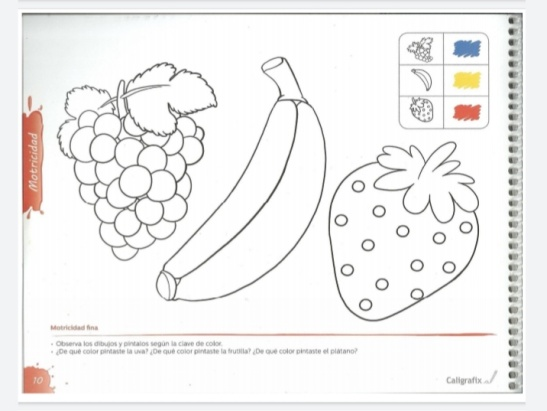 Motricidad
Motricidad fina
- Observa los dibujos y píntalos según la clave de color.
- ¿De qué color pintaste la uva? ¿De qué color pintaste la frutilla? ¿De qué color pintaste el plátano?
10
Caligrafix